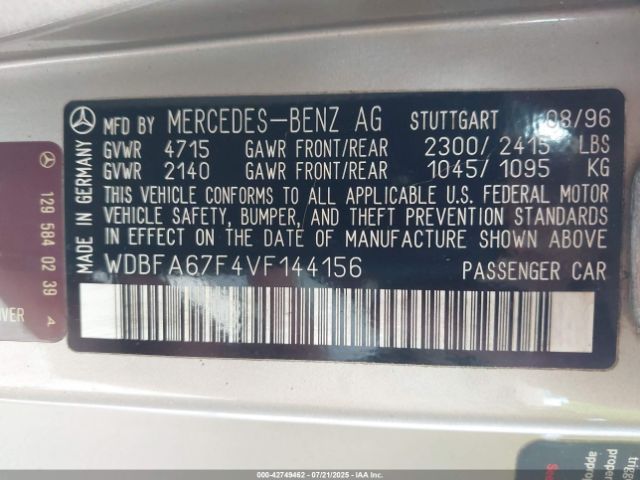 MFD BY MERCEDES-BENZ AG STUTTGART 08/96
GVWR 4715 GAWR FRONT/REAR 2300/ 2415 LBS
GVWR 2140 GAWR FRONT/REAR 1045/ 1095 KG
THIS VEHICLE CONFORMS TO ALL APPLICABLE U.S. FEDERAL MOTOR
VEHICLE SAFETY, BUMPER, AND THEFT PREVENTION STANDARDS
IN EFFECT ON THE DATE OF MANUFACTURE SHOWN ABOVE.
WDBFA67F4VF144156 PASSENGER CAR
MADE IN GERMANY
129 584 02 39 A
000-42749462 - 07/21/2025 - IAA, Inc.